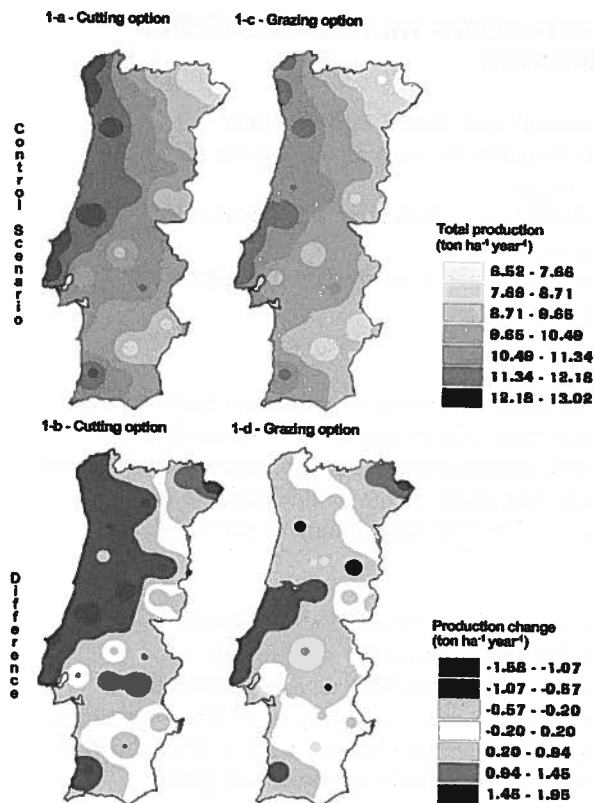 1-a - Cutting option
1-c - Grazing option
Control Scenario
Total production
(ton ha⁻¹ year⁻¹)
6.52 - 7.66
7.66 - 8.71
8.71 - 9.65
9.65 - 10.49
10.49 - 11.34
11.34 - 12.18
12.18 - 13.02
1-b - Cutting option
1-d - Grazing option
Difference
Production change
(ton ha⁻¹ year⁻¹)
-1.58 - -1.07
-1.07 - -0.57
-0.57 - -0.20
-0.20 - 0.20
0.20 - 0.94
0.94 - 1.45
1.45 - 1.95